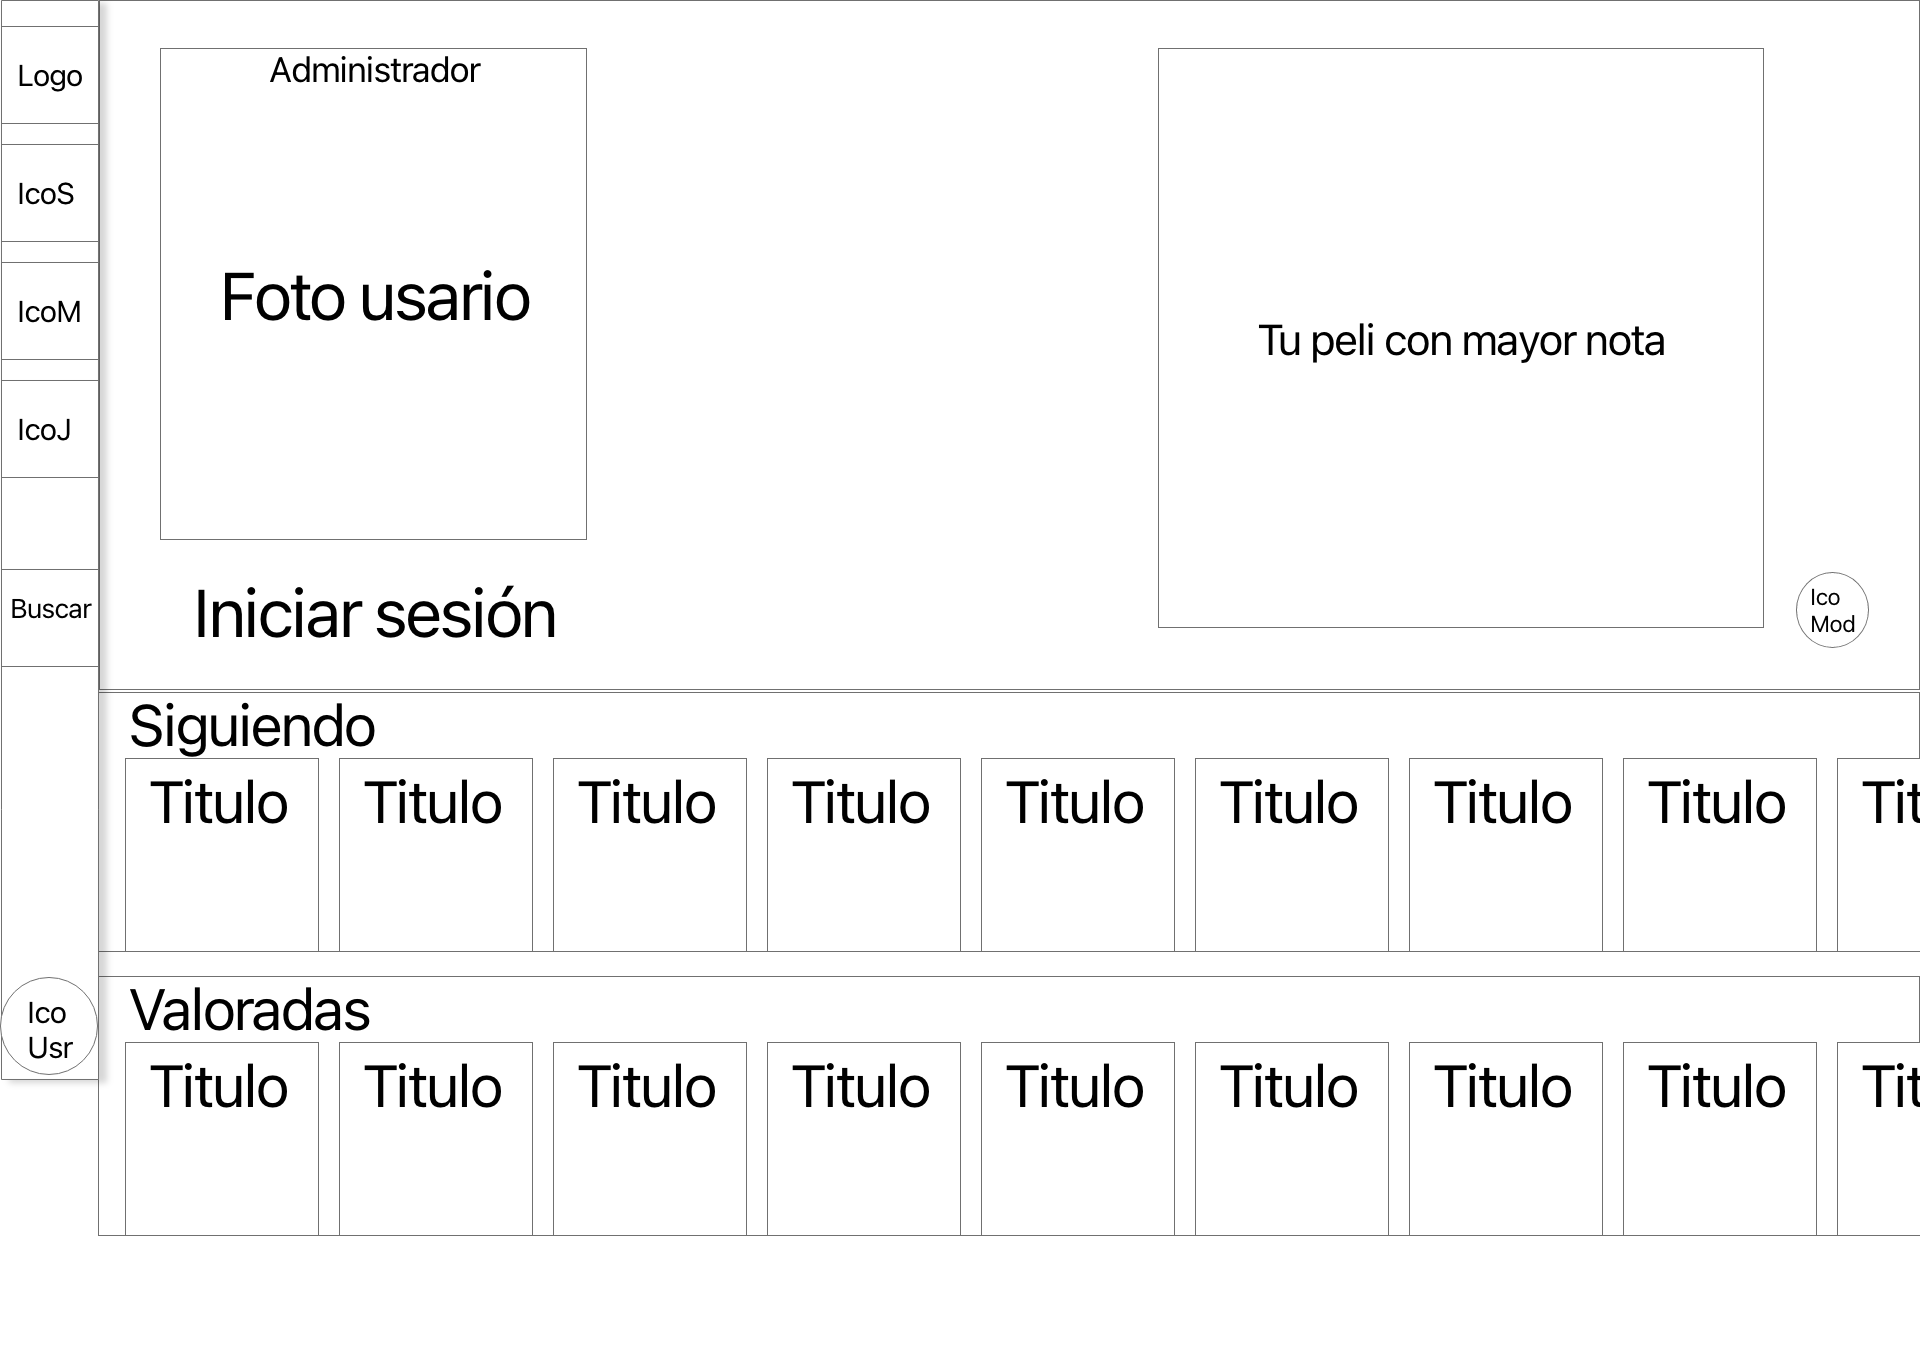 Logo
IcoS
IcoM
IcoJ
Buscar
Ico
Usr
Administrador
Foto usario
Iniciar sesión
Tu peli con mayor nota
Ico
Mod
Siguiendo
Titulo Titulo Titulo Titulo Titulo Titulo Titulo Titulo Tit
Valoradas
Titulo Titulo Titulo Titulo Titulo Titulo Titulo Titulo Tit